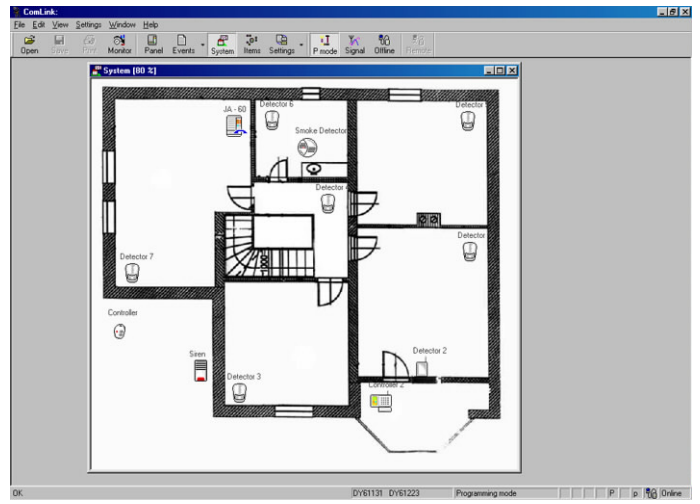 ComLink:
File Edit View Settings Window Help
Open Save Print Monitor Panel Events System Items Settings P mode Signal Offline Remote
System [80 %]
JA - 60
Detector 6
Detector
Smoke Detector
Detector
Detector
Detector 7
Controller
Siren
Detector 2
Detector 3
Controller 2
OK DY61131 DY61223 Programming mode P p Online